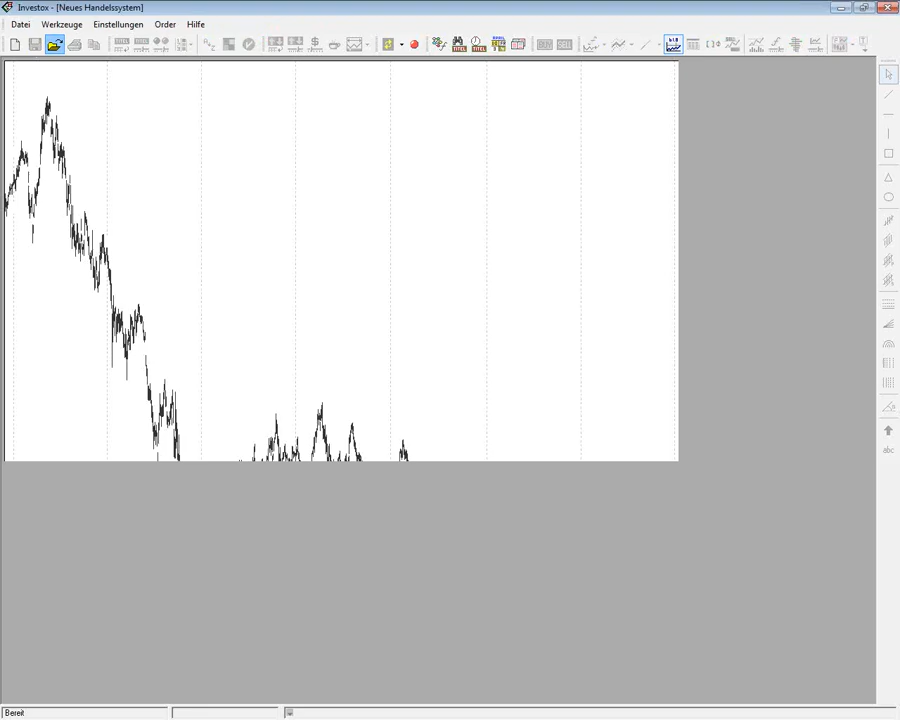 Investox - [Neues Handelssystem]
Datei Werkzeuge Einstellungen Order Hilfe
abc
Bereit